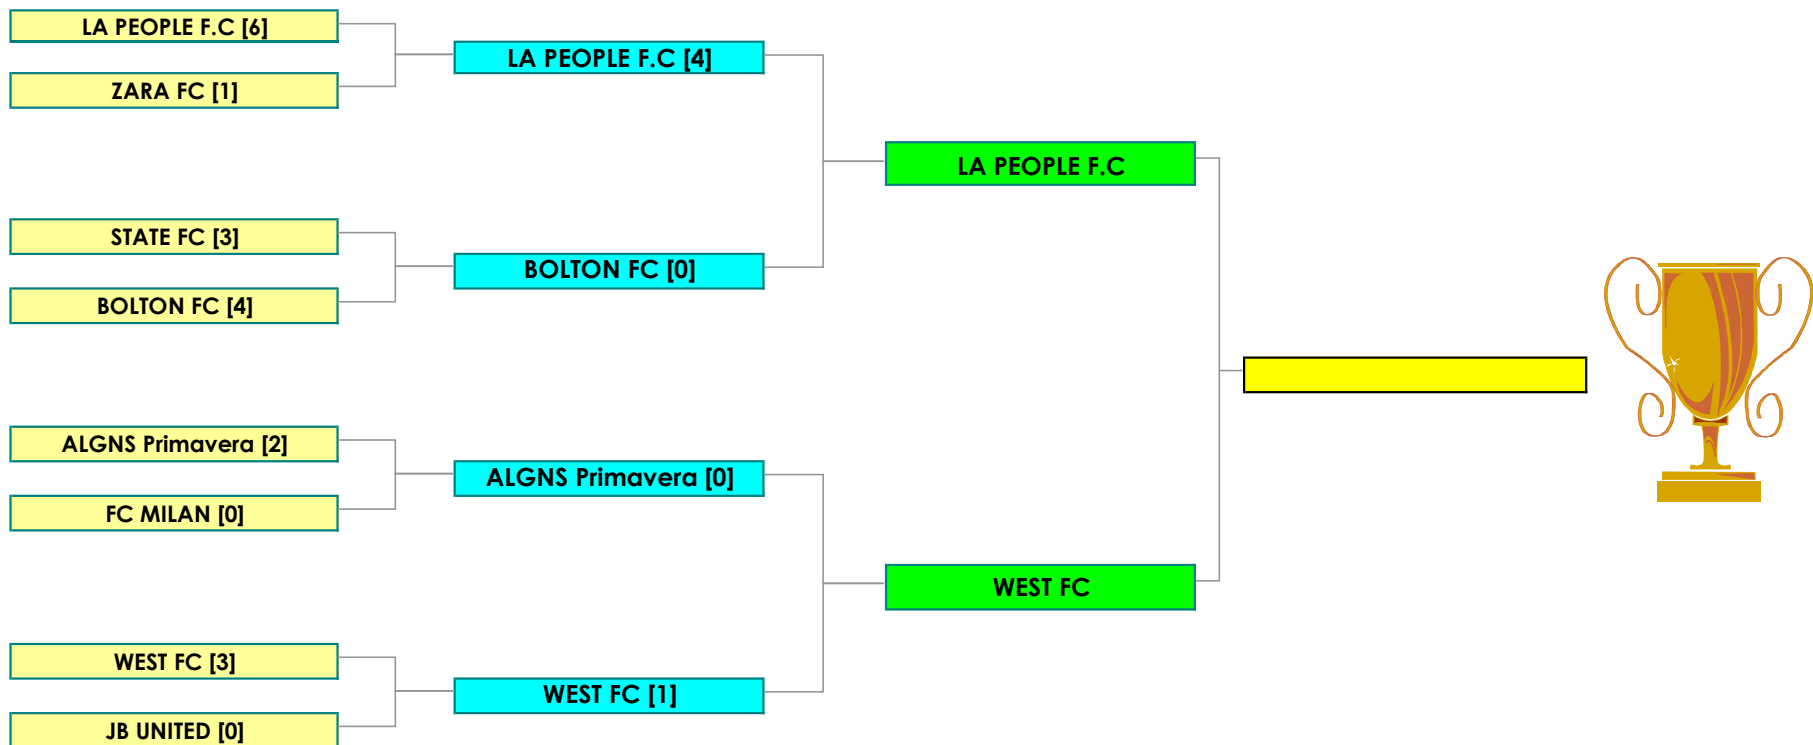 LA PEOPLE F.C [6]
ZARA FC [1]
STATE FC [3]
BOLTON FC [4]
ALGNS Primavera [2]
FC MILAN [0]
WEST FC [3]
JB UNITED [0]
LA PEOPLE F.C [4]
BOLTON FC [0]
ALGNS Primavera [0]
WEST FC [1]
LA PEOPLE F.C
WEST FC